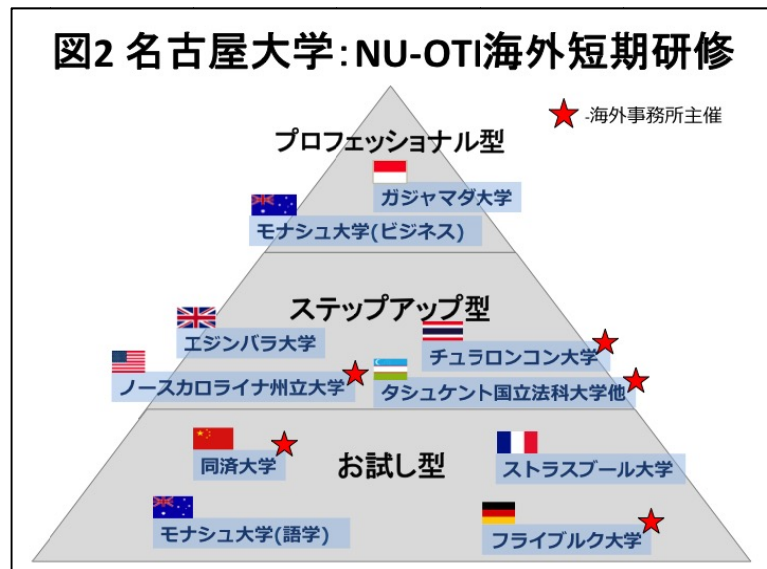 図2 名古屋大学:NU-OTI海外短期研修
★-海外事務所主催
プロフェッショナル型
ガジャマダ大学
モナシュ大学(ビジネス)
ステップアップ型
エジンバラ大学
チュラロンコン大学
ノースカロライナ州立大学
タシュケント国立法科大学他
同済大学
お試し型
ストラスブール大学
モナシュ大学(語学)
フライブルク大学